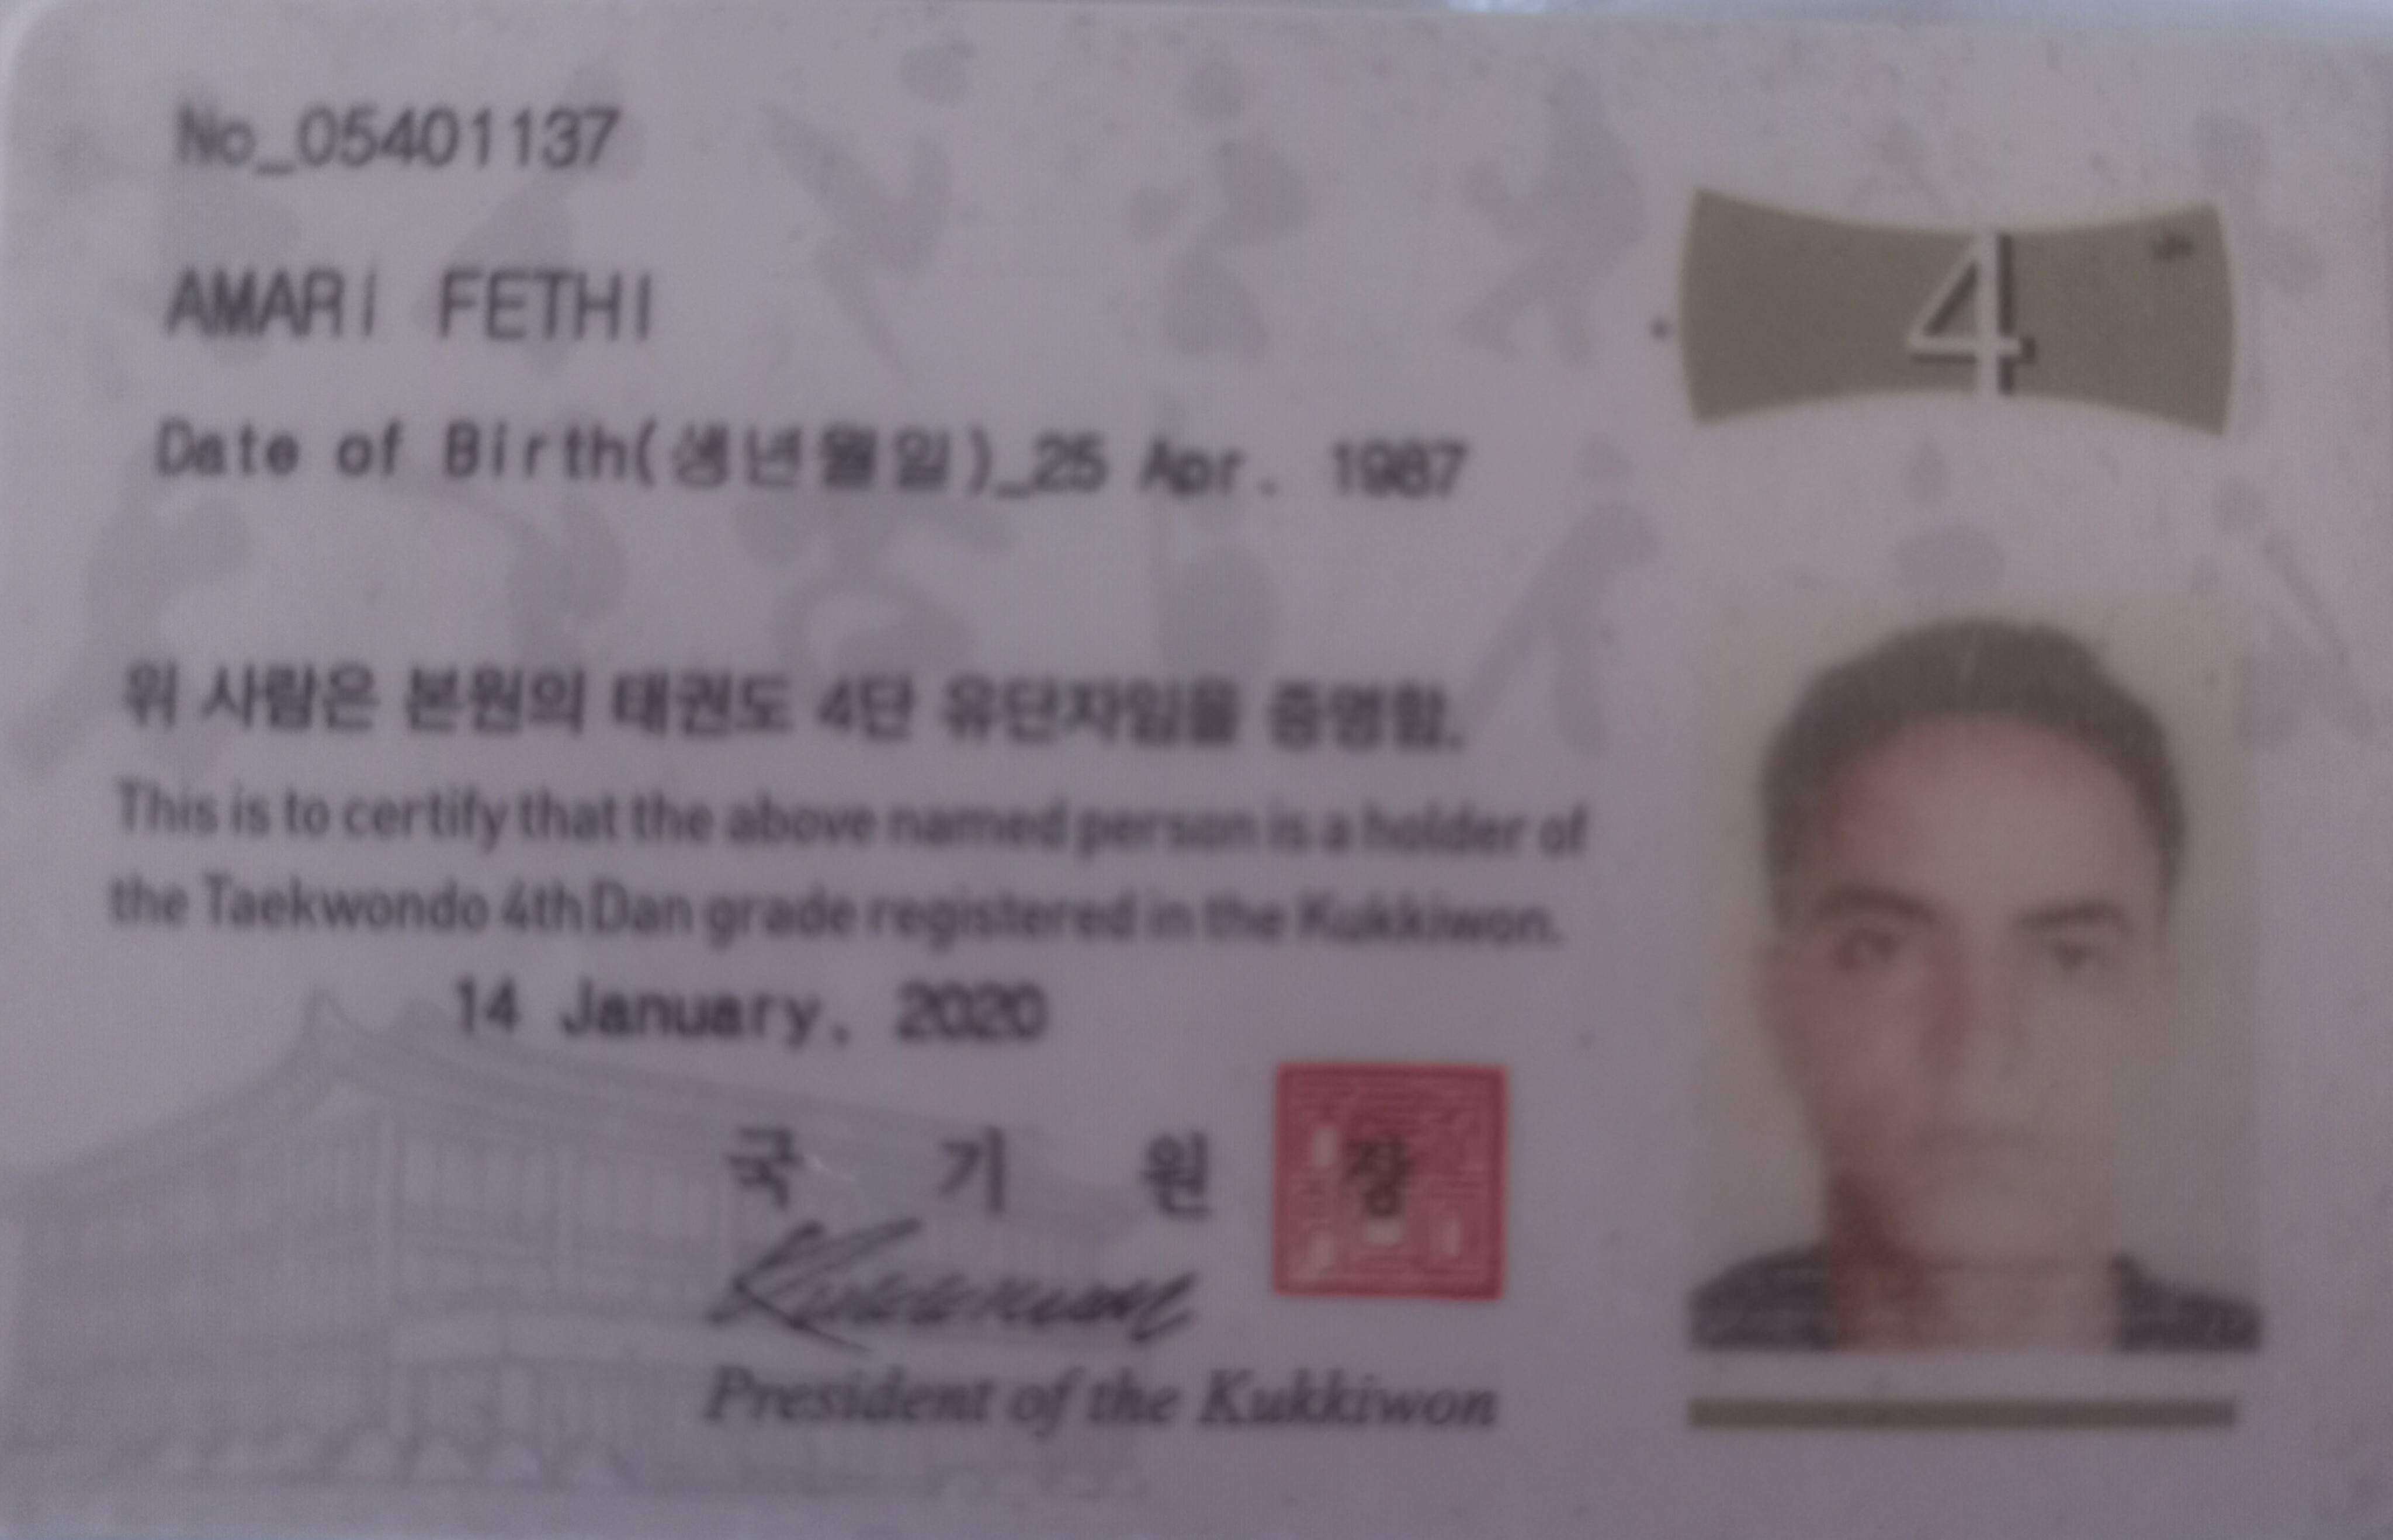 No_05401137
4
AMARi FETHI
Date of Birth(생년월일)_25 Apr. 1987
위 사람은 본원의 태권도 4단 유단자임을 증명함.
This is to certify that the above named person is a holder of
the Taekwondo 4th Dan grade registered in the Kukkiwon.
14 January, 2020
국 기 원 장
Kukkiwon
President of the Kukkiwon